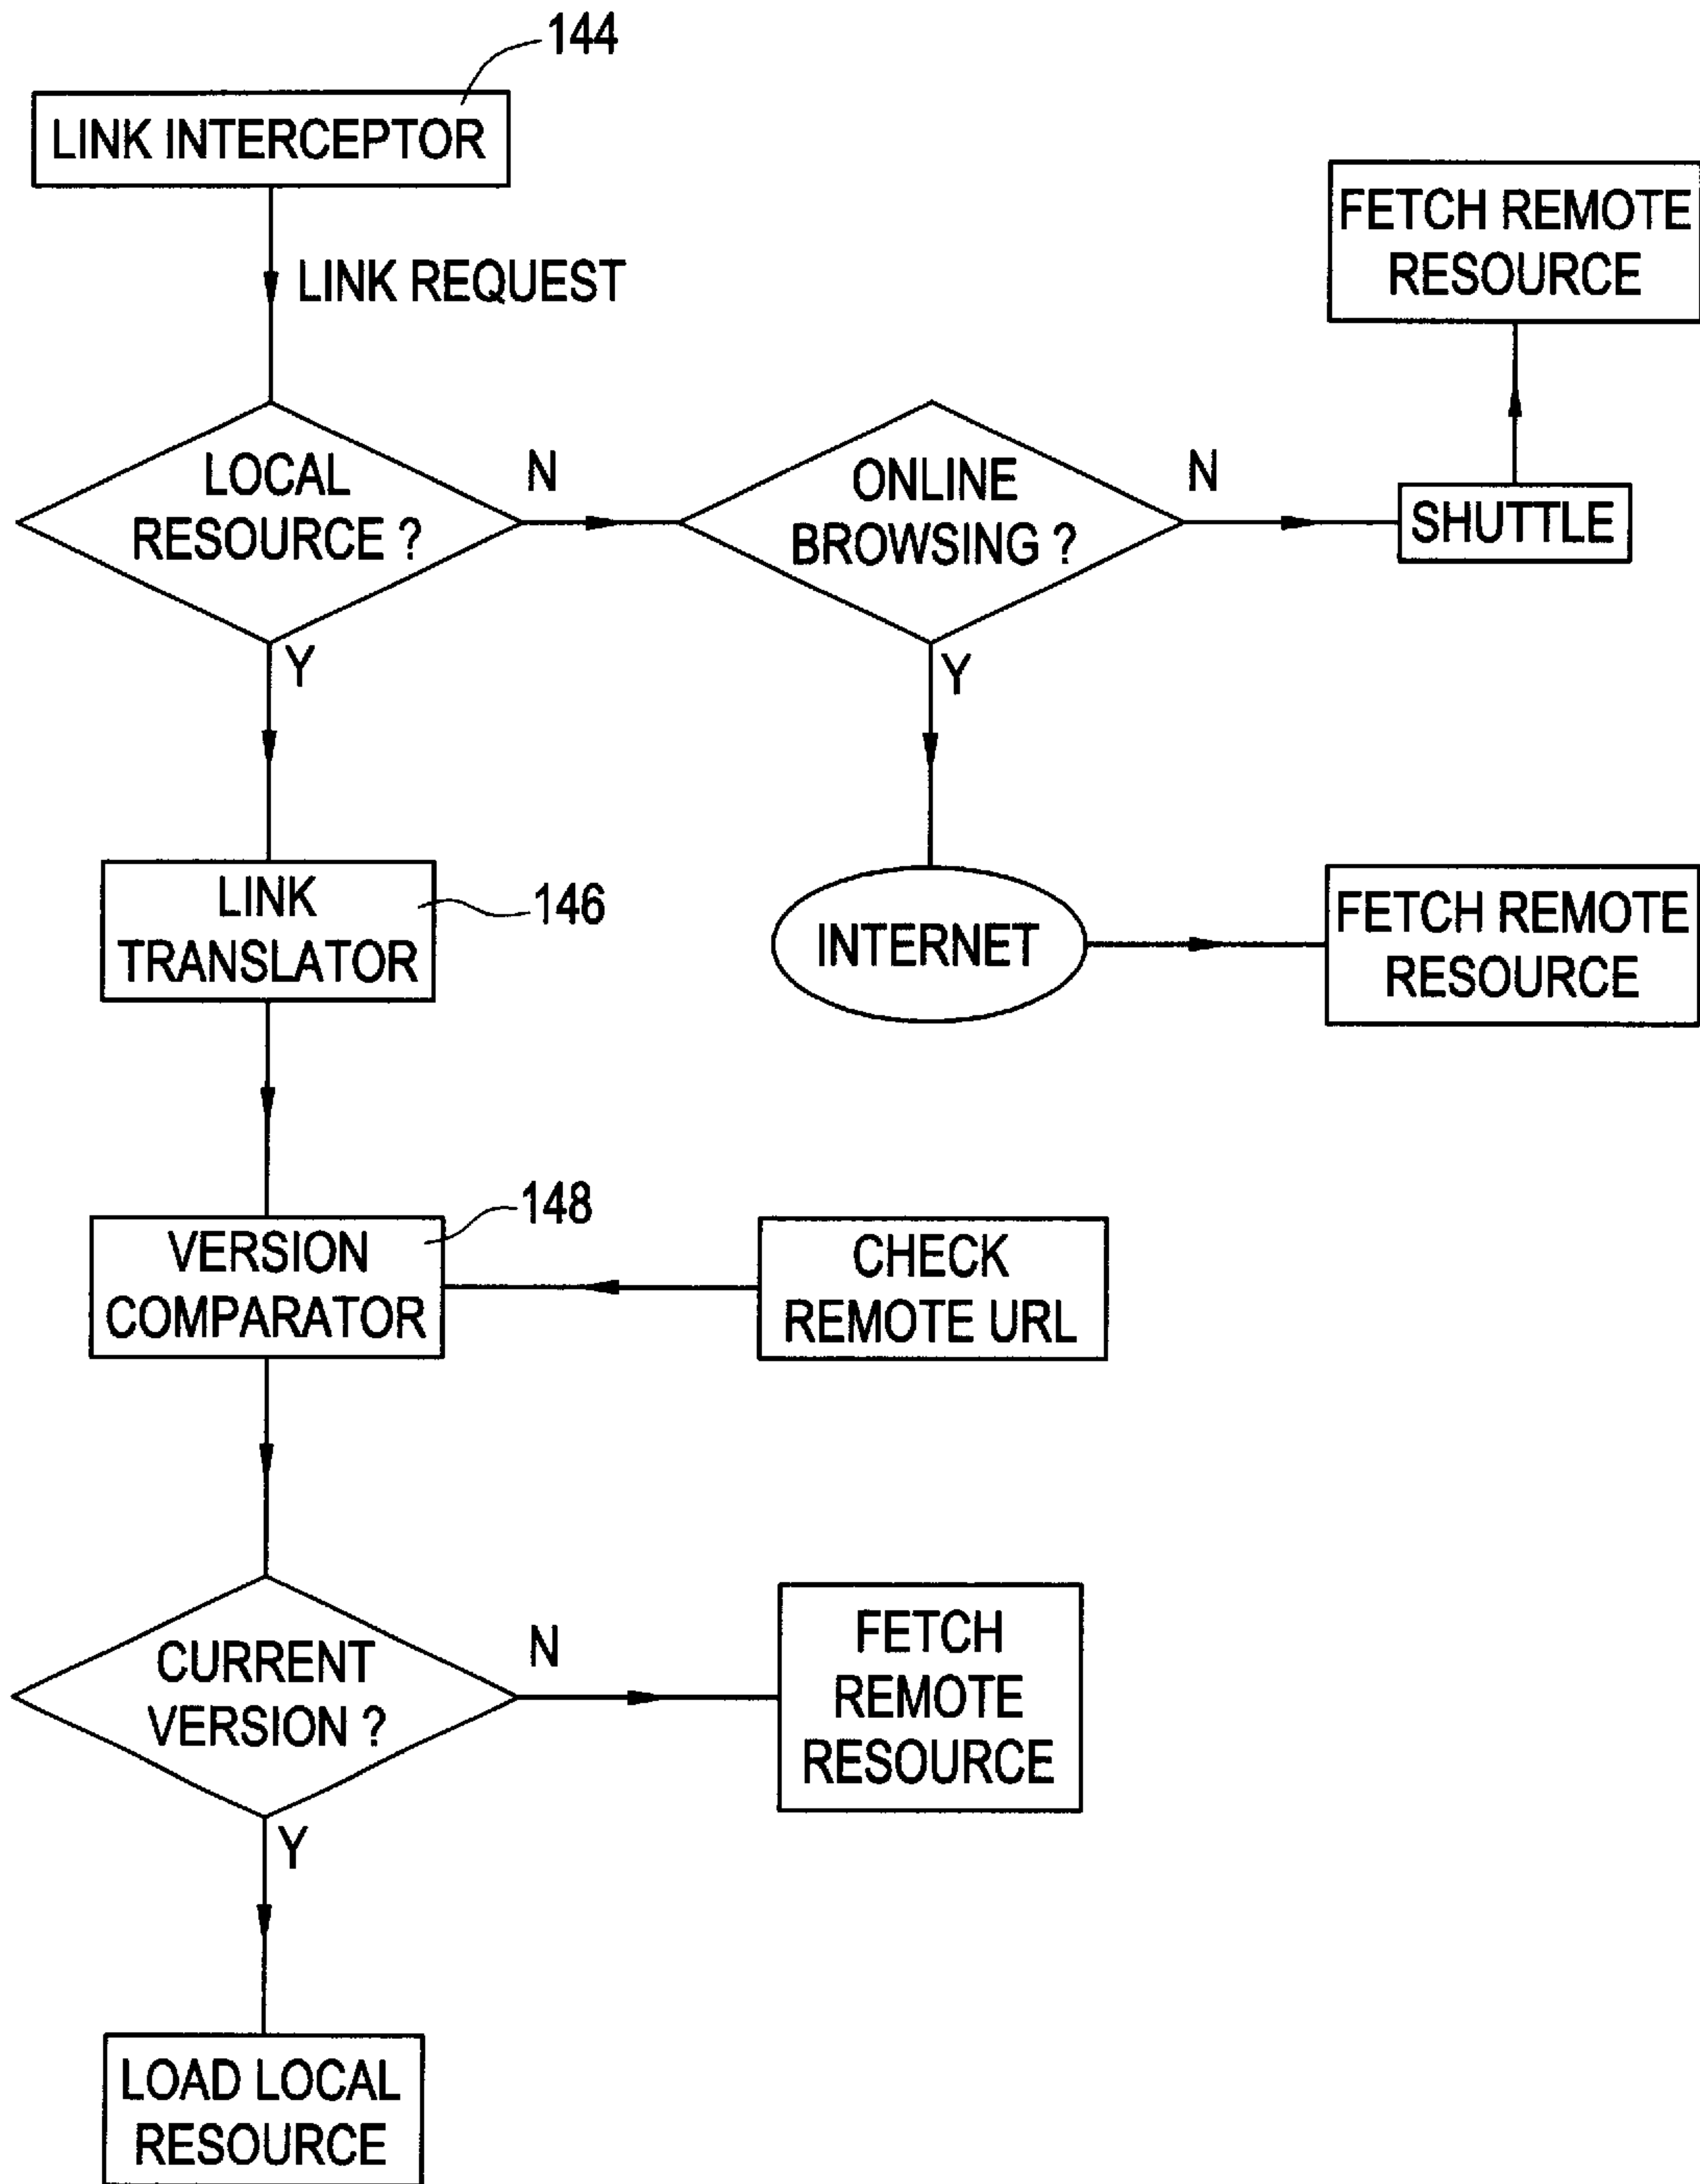 144
LINK INTERCEPTOR
LINK REQUEST
FETCH REMOTE
RESOURCE
LOCAL
RESOURCE ?
N
ONLINE
BROWSING ?
N
SHUTTLE
Y
Y
LINK
TRANSLATOR
146
INTERNET
FETCH REMOTE
RESOURCE
VERSION
COMPARATOR
148
CHECK
REMOTE URL
CURRENT
VERSION ?
N
FETCH
REMOTE
RESOURCE
Y
LOAD LOCAL
RESOURCE